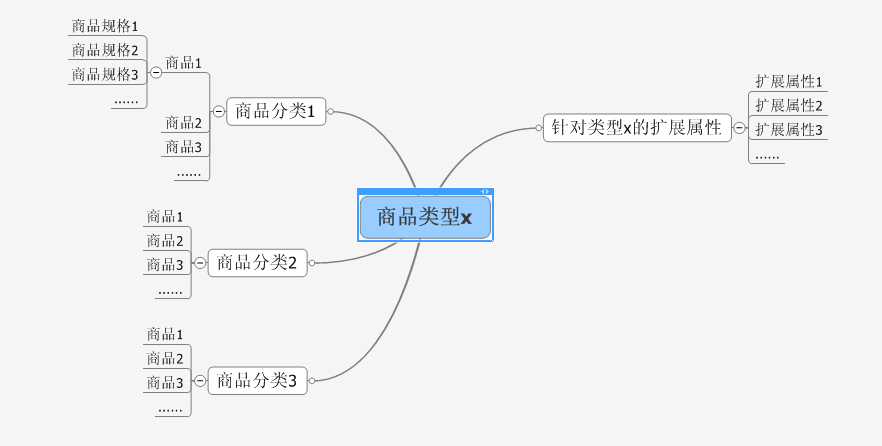 商品类型x
商品分类1
商品1
商品规格1
商品规格2
商品规格3
......
商品2
商品3
......
商品分类2
商品1
商品2
商品3
......
商品分类3
商品1
商品2
商品3
......
针对类型x的扩展属性
扩展属性1
扩展属性2
扩展属性3
......